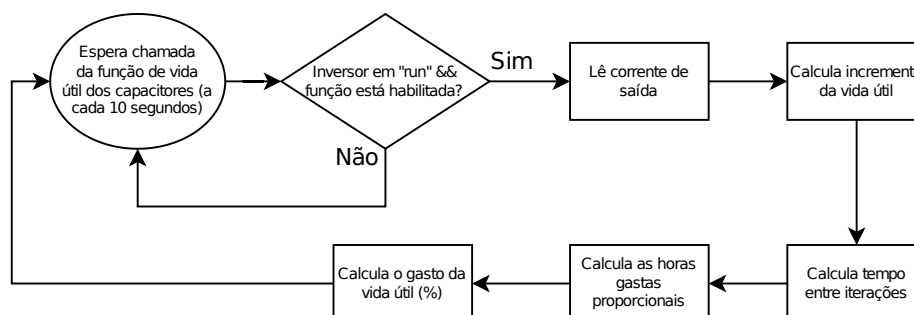 Espera chamada
da função de vida
útil dos capacitores (a
cada 10 segundos)
Inversor em "run" &&
função está habilitada?
Sim
Não
Lê corrente de
saída
Calcula increment
da vida útil
Calcula tempo
entre iterações
Calcula as horas
gastas
proporcionais
Calcula o gasto da
vida útil (%)